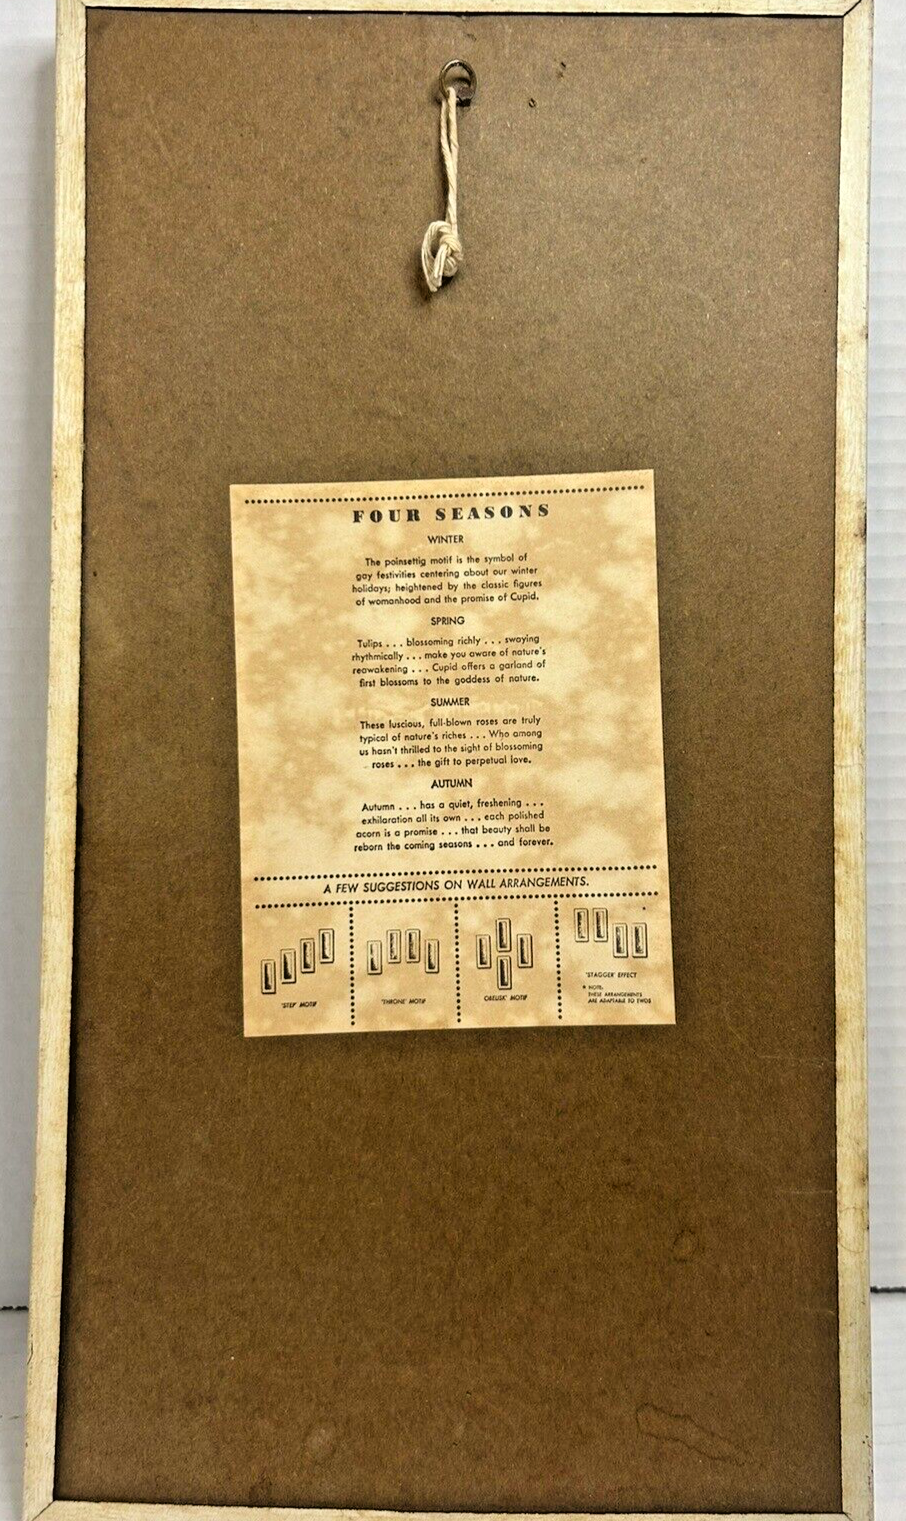 FOUR SEASONS
WINTER
The poinsettig motif is the symbol of
gay festivities centering about our winter
holidays; heightened by the classic figures
of womanhood and the promise of Cupid.
SPRING
Tulips . . . blossoming richly . . . swaying
rhythmically . . . make you aware of nature's
reawakening . . . Cupid offers a garland of
first blossoms to the goddess of nature.
SUMMER
These luscious, full-blown roses are truly
typical of nature's riches . . . Who among
us hasn't thrilled to the sight of blossoming
roses . . . the gift to perpetual love.
AUTUMN
Autumn . . . has a quiet, freshening . . .
exhilaration all its own . . . each polished
acorn is a promise . . . that beauty shall be
reborn the coming seasons . . . and forever.
A FEW SUGGESTIONS ON WALL ARRANGEMENTS.
'STEP' MOTIF
'THRONE' MOTIF
OBELISK' MOTIF
'STAGGER' EFFECT
* NOTE:
THESE ARRANGEMENTS
ARE ADAPTABLE TO TWOS